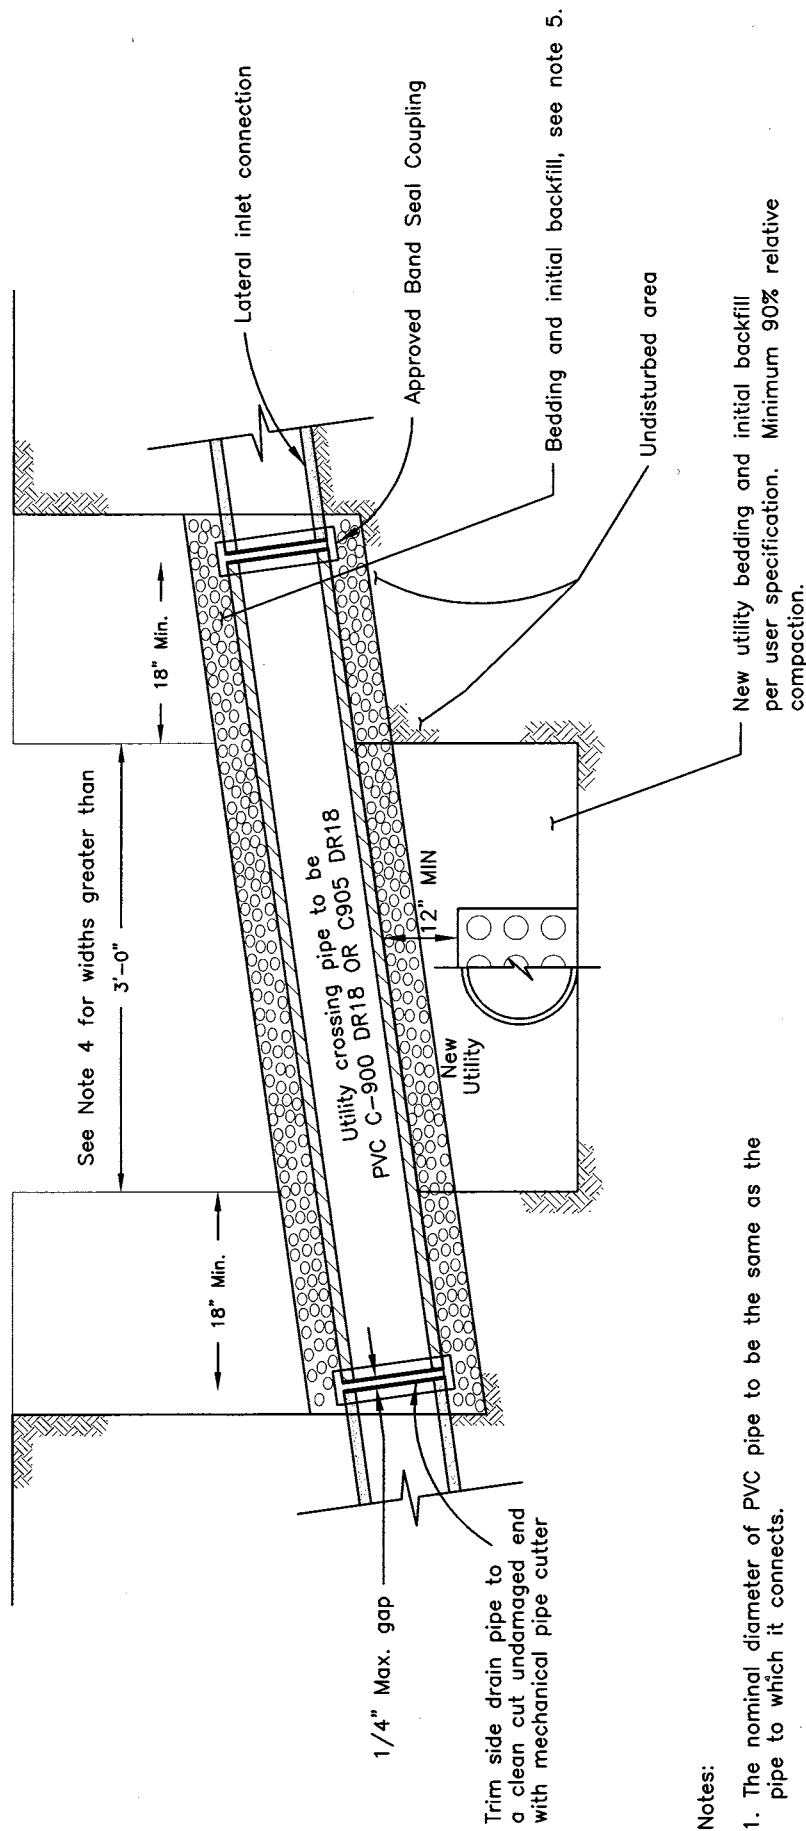 See Note 4 for widths greater than
3'-0"
18" Min.
18" Min.
Lateral inlet connection
Approved Band Seal Coupling
Bedding and initial backfill, see note 5.
Undisturbed area
New utility bedding and initial backfill
per user specification. Minimum 90% relative
compaction.
Utility crossing pipe to be
PVC C-900 DR18 OR C905 DR18
12" MIN
New
Utility
1/4" Max. gap
Trim side drain pipe to
a clean cut undamaged end
with mechanical pipe cutter
Notes:
1. The nominal diameter of PVC pipe to be the same as the
pipe to which it connects.